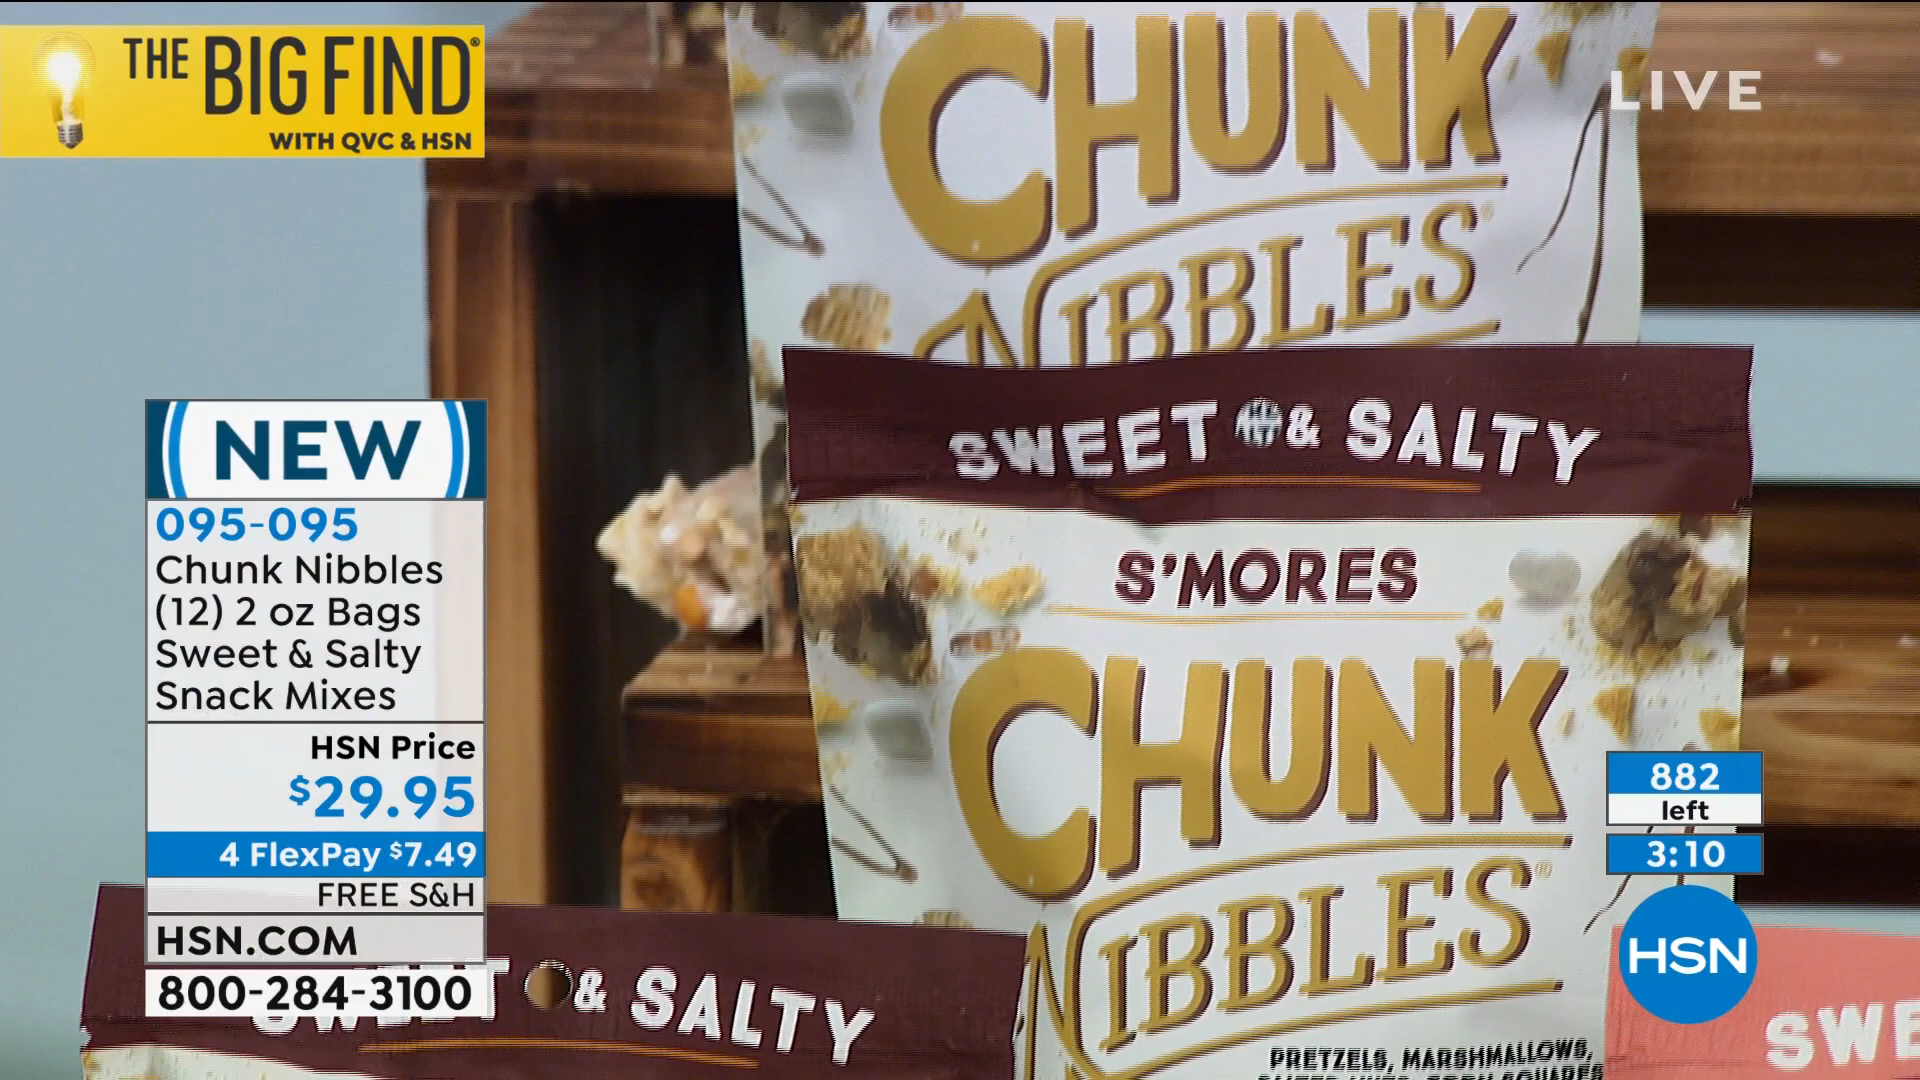 THE BIG FIND®
WITH QVC & HSN
LIVE
CHUNK
NIBBLES®
SWEET & SALTY
S'MORES
CHUNK
NIBBLES®
PRETZELS, MARSHMALLOWS,
NEW
095-095
Chunk Nibbles
(12) 2 oz Bags
Sweet & Salty
Snack Mixes
HSN Price
$29.95
4 FlexPay $7.49
FREE S&H
HSN.COM
800-284-3100
& SALTY
882
left
3:10
HSN
SWE